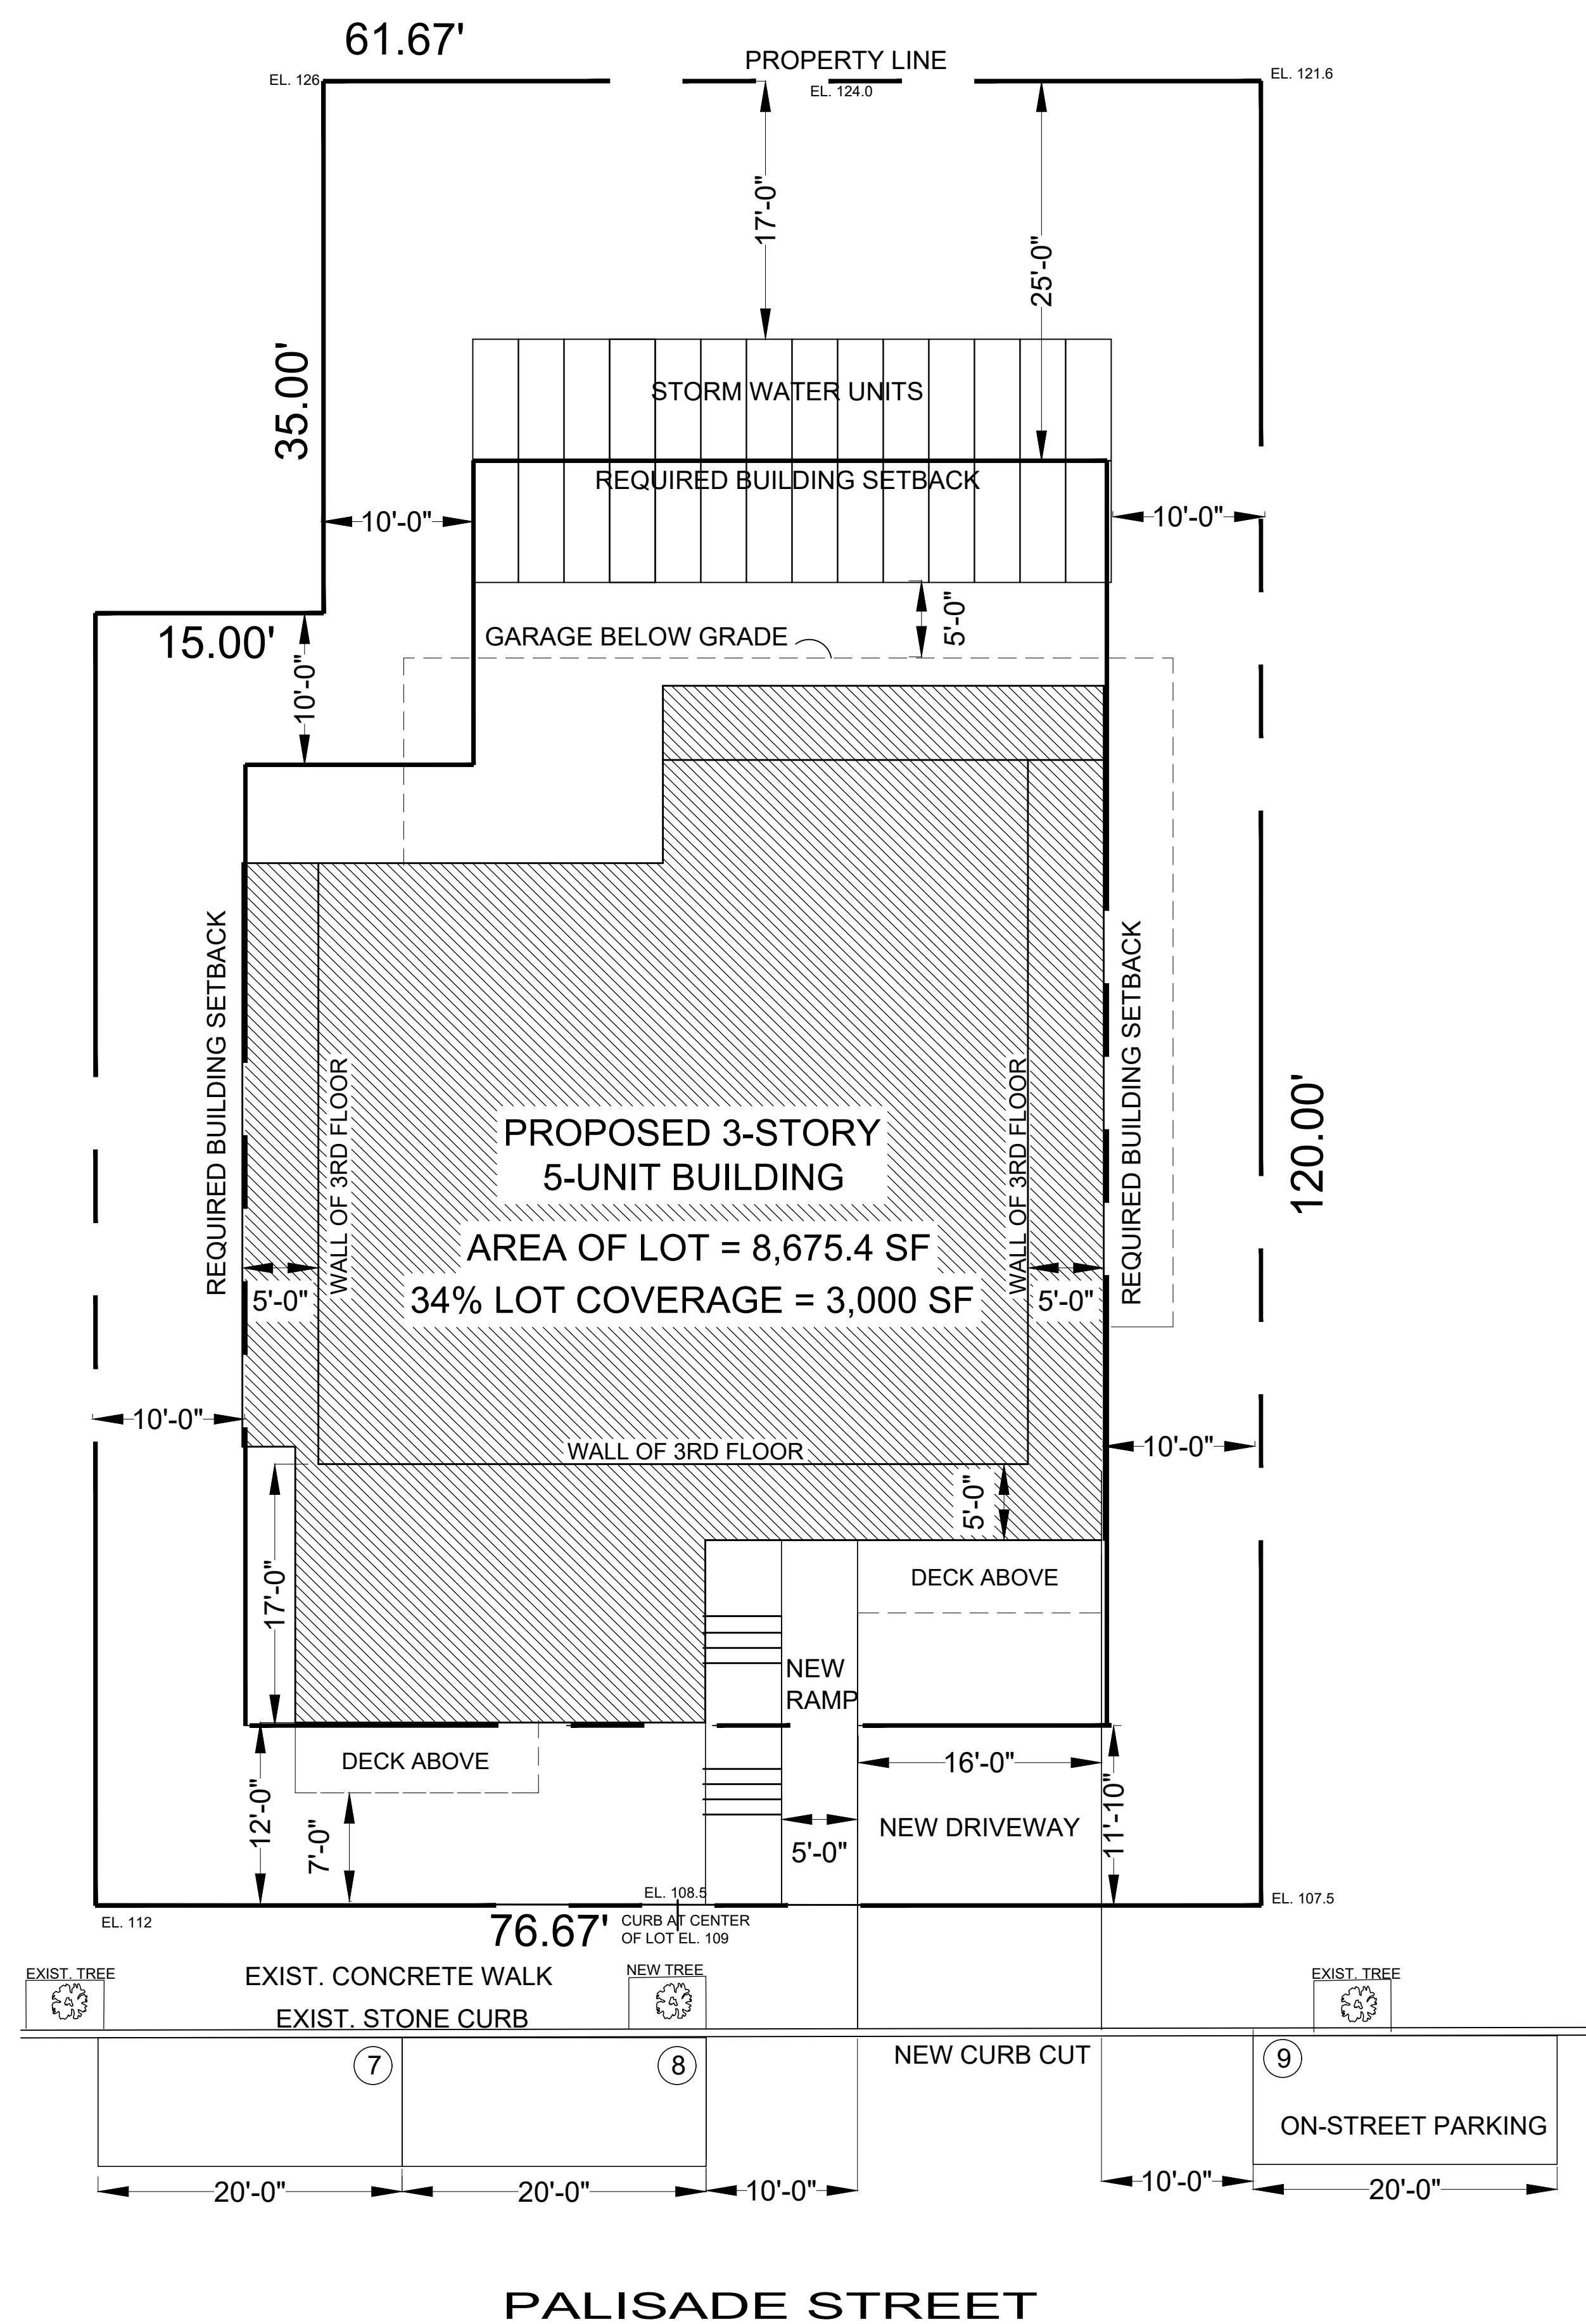 61.67'
PROPERTY LINE
EL. 126
EL. 124.0
EL. 121.6
17'-0"
25'-0"
35.00'
STORM WATER UNITS
REQUIRED BUILDING SETBACK
10'-0"
10'-0"
15.00'
10'-0"
GARAGE BELOW GRADE
5'-0"
REQUIRED BUILDING SETBACK
WALL OF 3RD FLOOR
WALL OF 3RD FLOOR
REQUIRED BUILDING SETBACK
120.00'
PROPOSED 3-STORY
5-UNIT BUILDING
AREA OF LOT = 8,675.4 SF
34% LOT COVERAGE = 3,000 SF
5'-0"
5'-0"
10'-0"
10'-0"
WALL OF 3RD FLOOR
5'-0"
17'-0"
DECK ABOVE
NEW
RAMP
DECK ABOVE
16'-0"
12'-0"
7'-0"
5'-0"
NEW DRIVEWAY
11'-10"
EL. 108.5
EL. 107.5
EL. 112
76.67'
CURB AT CENTER
OF LOT EL. 109
EXIST. TREE
EXIST. CONCRETE WALK
NEW TREE
EXIST. TREE
EXIST. STONE CURB
7
8
NEW CURB CUT
9
ON-STREET PARKING
20'-0"
20'-0"
10'-0"
10'-0"
20'-0"
PALISADE STREET